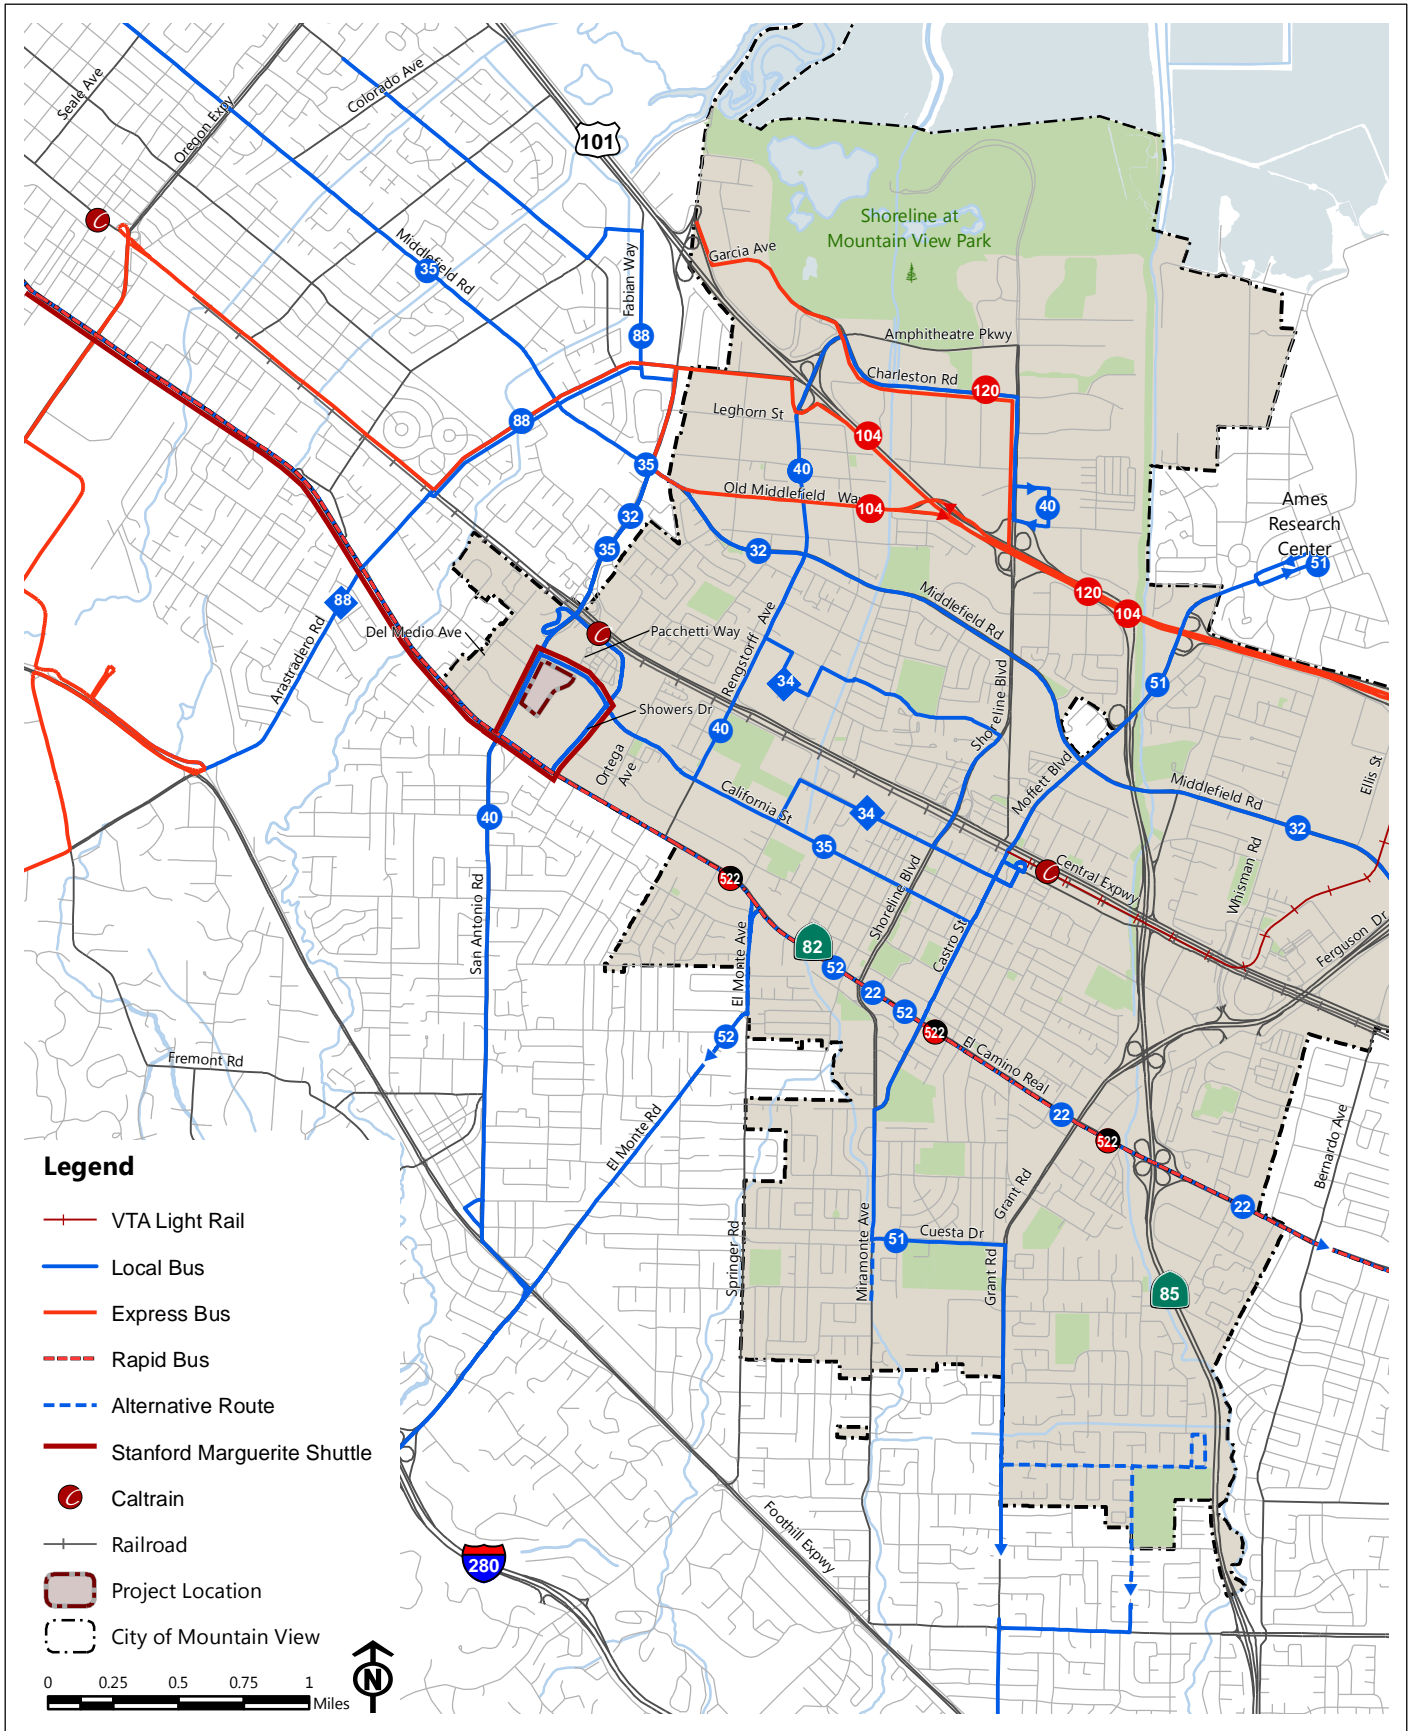 Seale Ave
Oregon Expy
Colorado Ave
101
Middlefield Rd
35
Fabian Way
88
Garcia Ave
Shoreline at
Mountain View Park
Amphitheatre Pkwy
Charleston Rd
120
Leghorn St
104
88
35
40
Old Middlefield Way
104
40
Ames
Research
Center
51
32
35
32
Middlefield Rd
120
104
88
Arastradero Rd
Del Medio Ave
Pacchetti Way
Rengstorff Ave
34
Shoreline Blvd
51
Showers Dr
40
Ortega
Ave
Moffett Blvd
California St
34
35
Middlefield Rd
32
Ellis St
40
San Antonio Rd
522
Shoreline Blvd
Central Expwy
Whisman Rd
Ferguson Dr
82
Castro St
52
22
52
522
El Monte Ave
El Camino Real
52
Fremont Rd
El Monte Rd
22
522
Bernardo Ave
Grant Rd
22
Springer Rd
Miramonte Ave
51
Cuesta Dr
Grant Rd
85
Foothill Expwy
280
Legend
VTA Light Rail
Local Bus
Express Bus
Rapid Bus
Alternative Route
Stanford Marguerite Shuttle
Caltrain
Railroad
Project Location
City of Mountain View
0 0.25 0.5 0.75 1
Miles
N